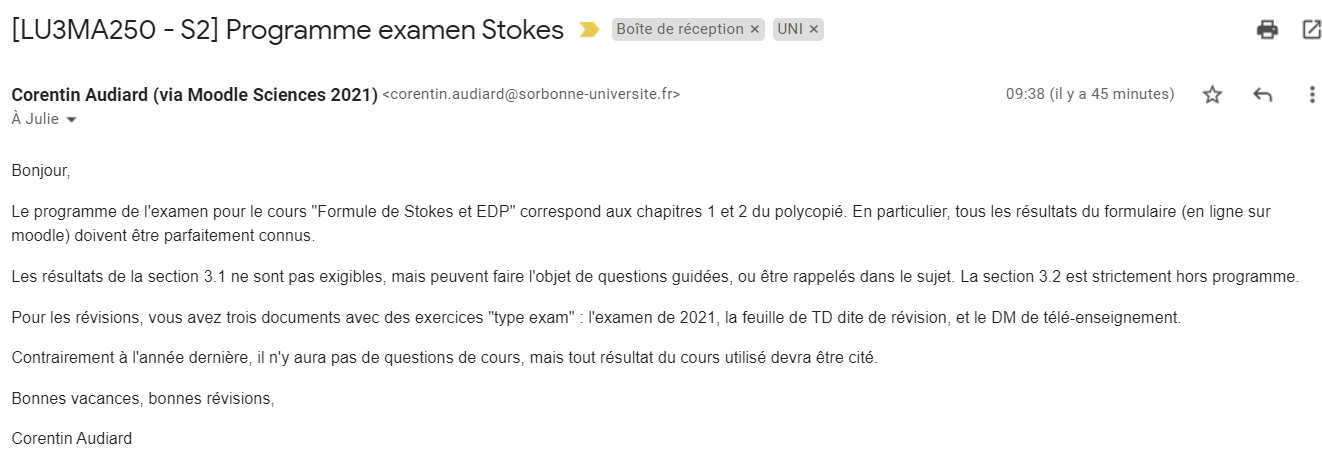 [LU3MA250 - S2] Programme examen Stokes Boîte de réception × UNI ×
Corentin Audiard (via Moodle Sciences 2021) <corentin.audiard@sorbonne-universite.fr> 09:38 (il y a 45 minutes)
À Julie
Bonjour,
Le programme de l'examen pour le cours "Formule de Stokes et EDP" correspond aux chapitres 1 et 2 du polycopié. En particulier, tous les résultats du formulaire (en ligne sur
moodle) doivent être parfaitement connus.
Les résultats de la section 3.1 ne sont pas exigibles, mais peuvent faire l'objet de questions guidées, ou être rappelés dans le sujet. La section 3.2 est strictement hors programme.
Pour les révisions, vous avez trois documents avec des exercices "type exam" : l'examen de 2021, la feuille de TD dite de révision, et le DM de télé-enseignement.
Contrairement à l'année dernière, il n'y aura pas de questions de cours, mais tout résultat du cours utilisé devra être cité.
Bonnes vacances, bonnes révisions,
Corentin Audiard